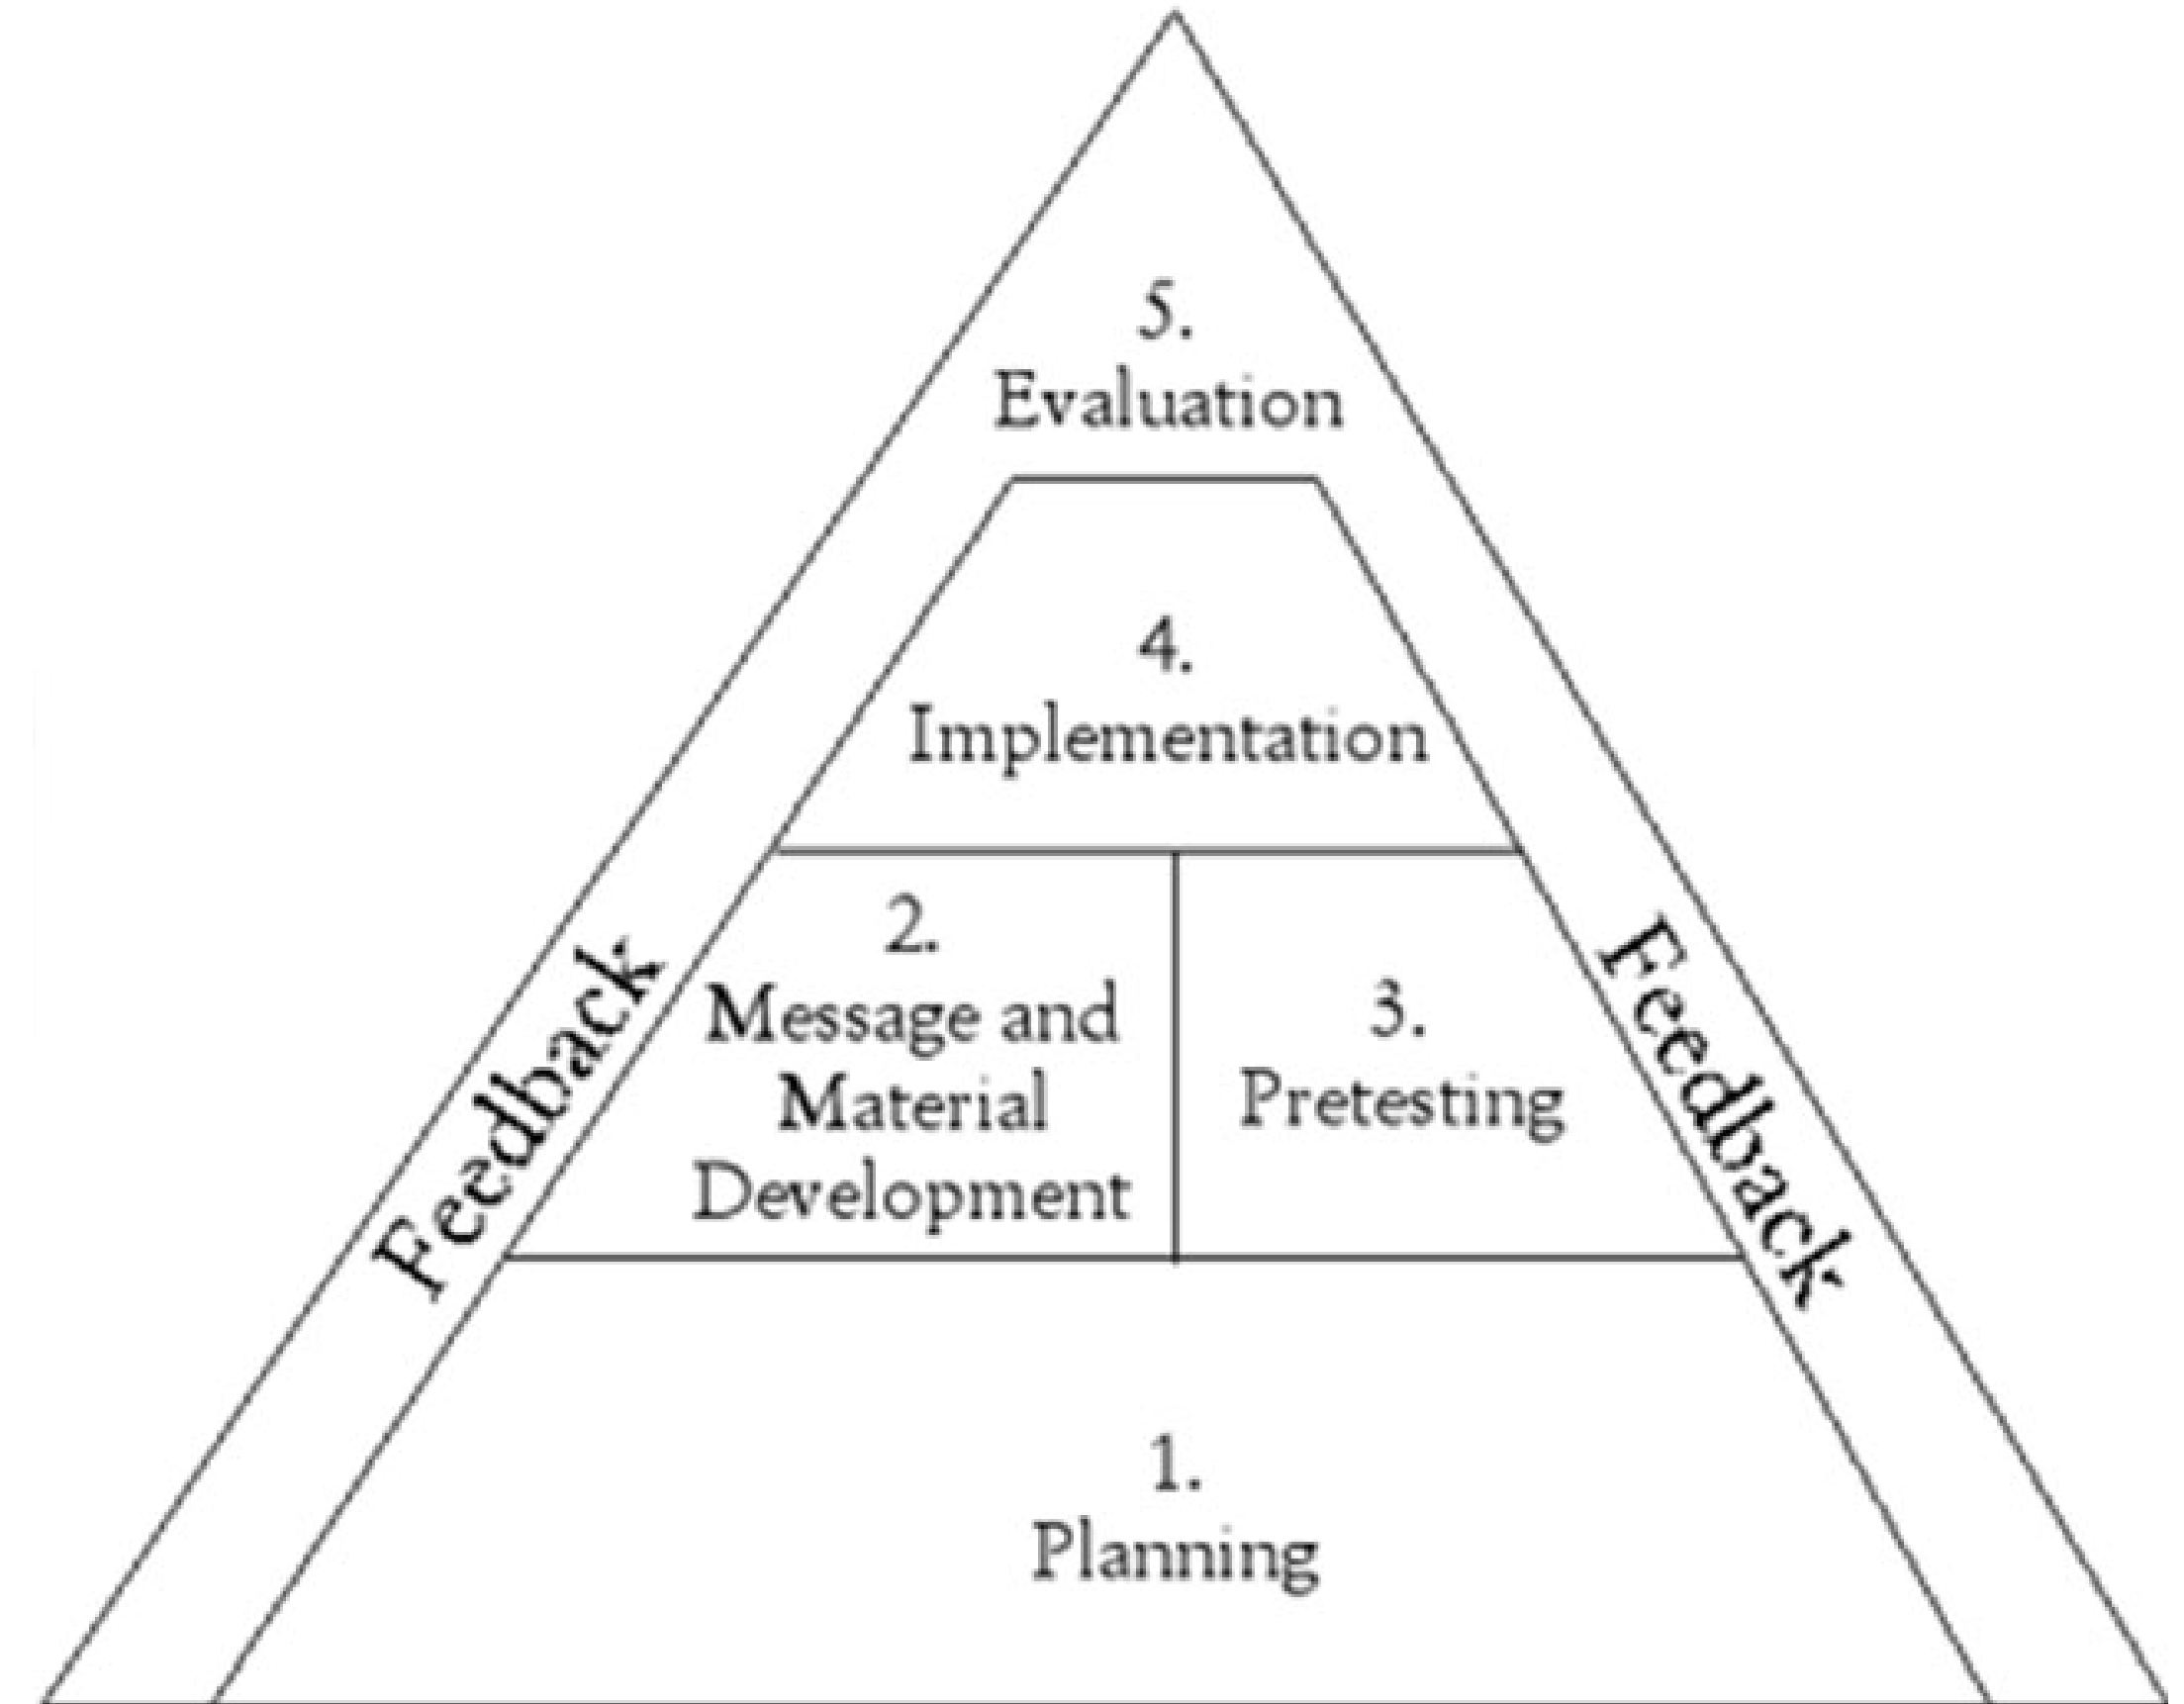 5.
Evaluation
4.
Implementation
2.
Message and
Material
Development
3.
Pretesting
Feedback
Feedback
1.
Planning